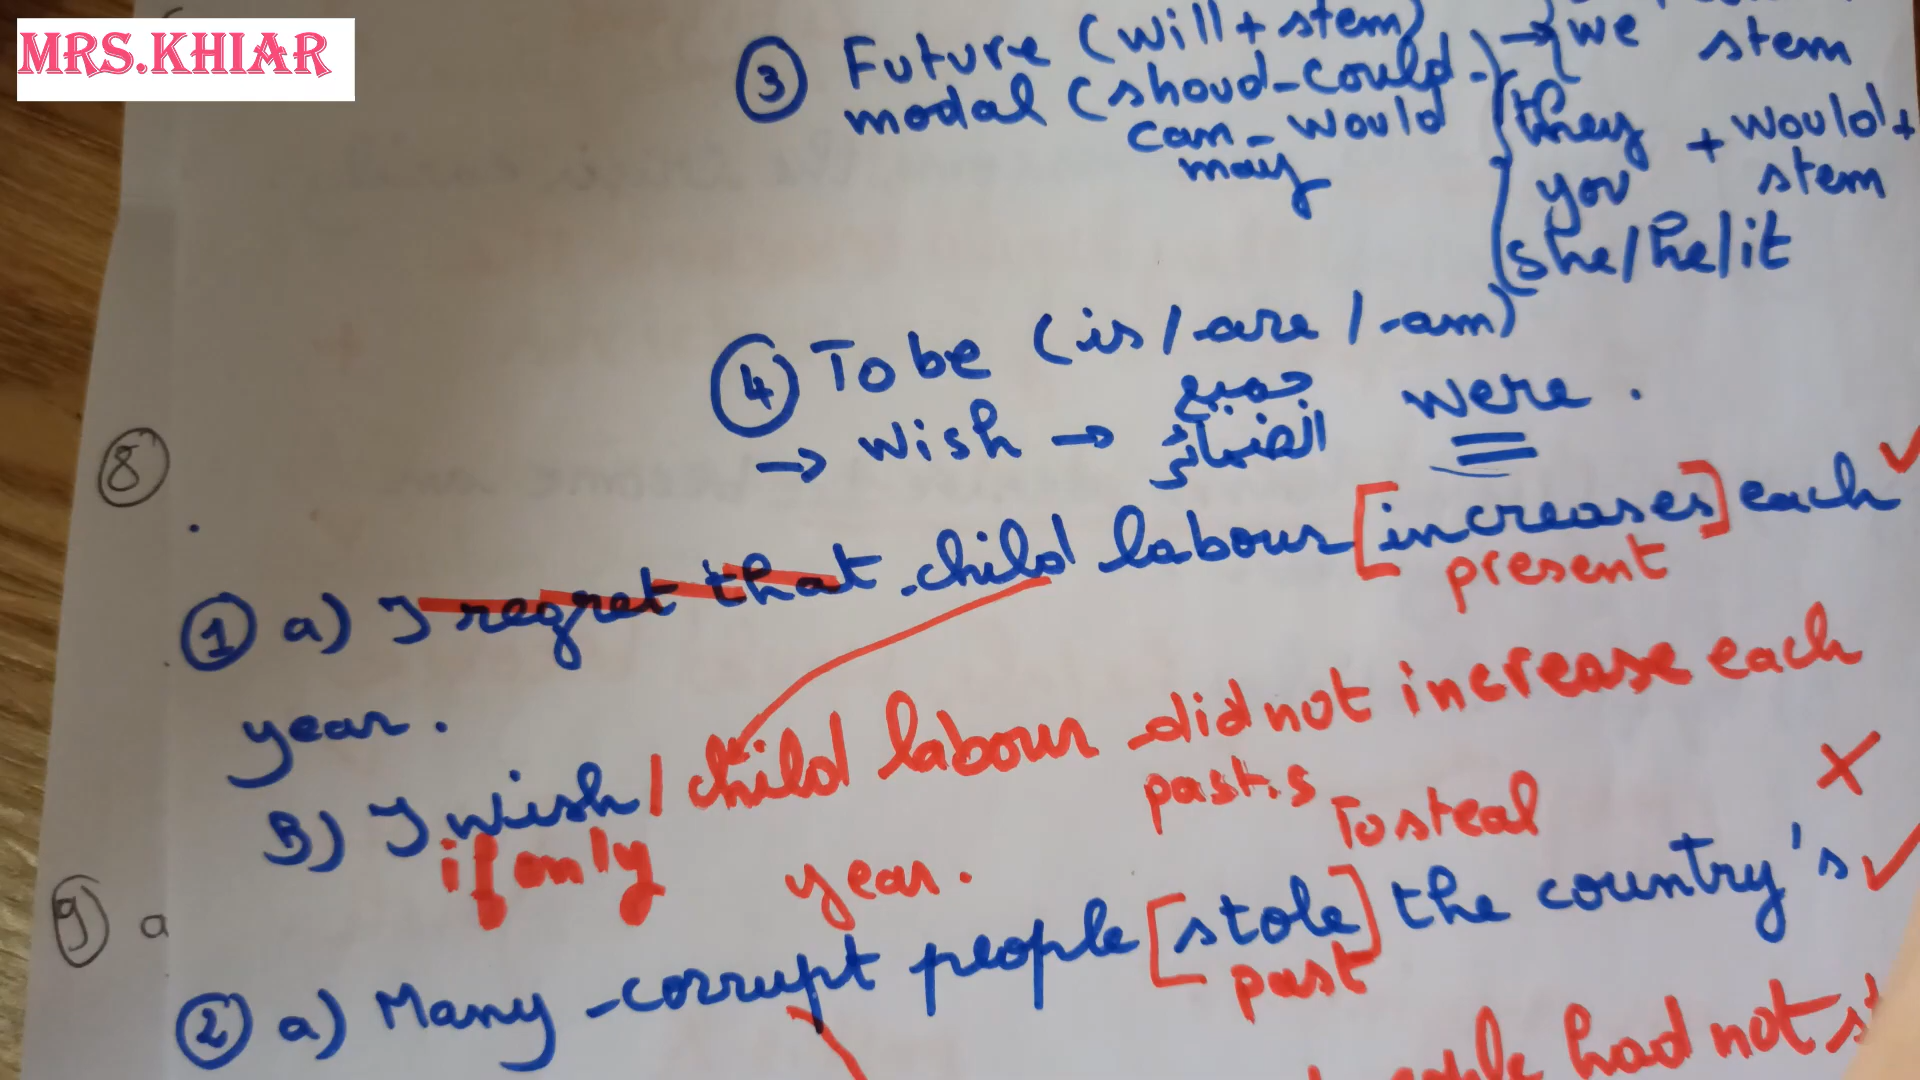 MRS.KHIAR
③ Future (will + stem) → we stem
modal (shoud - could - they + would +
can - would
may you stem
she/he/it
④ To be (is / are / am)
→ wish → جميع الضمائر were.
⑧
① a) I regret that child labour [increases] each ✓
present
year.
B) I wish / child labour did not increase each
if only year. past.s To steal ×
⑨ a
② a) Many corrupt people [stole] the country's ✓
past
had not